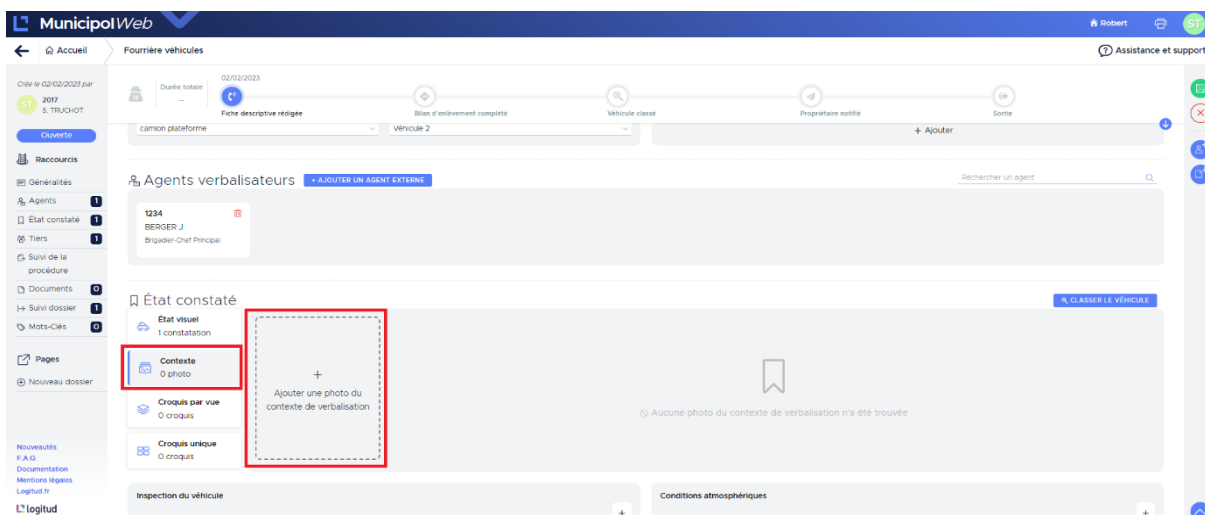 MunicipolWeb
Robert
ST
Accueil
Fourrière véhicules
Assistance et support
Crée le 02/02/2023 par
ST
2017
S. TRUCHOT
Ouverte
Raccourcis
Généralités
Agents 1
État constaté 1
Tiers 1
Suivi de la
procédure
Documents 0
Suivi dossier 1
Mots-Clés 0
Pages
Nouveau dossier
Nouveautés
F.A.Q.
Documentation
Mentions légales
Logitud.fr
logitud
Durée totale
--
02/02/2023
Fiche descriptive rédigée
Bilan d'enlèvement complété
Véhicule classé
Propriétaire notifié
Sortie
camion plateforme
Véhicule 2
+ Ajouter
Agents verbalisateurs
+ AJOUTER UN AGENT EXTERNE
Rechercher un agent
1234
BERGER J.
Brigadier-Chef Principal
État constaté
CLASSER LE VÉHICULE
État visuel
1 constatation
Contexte
0 photo
Croquis par vue
0 croquis
Croquis unique
0 croquis
+
Ajouter une photo du
contexte de verbalisation
Aucune photo du contexte de verbalisation n'a été trouvée
Inspection du véhicule
+
Conditions atmosphériques
+